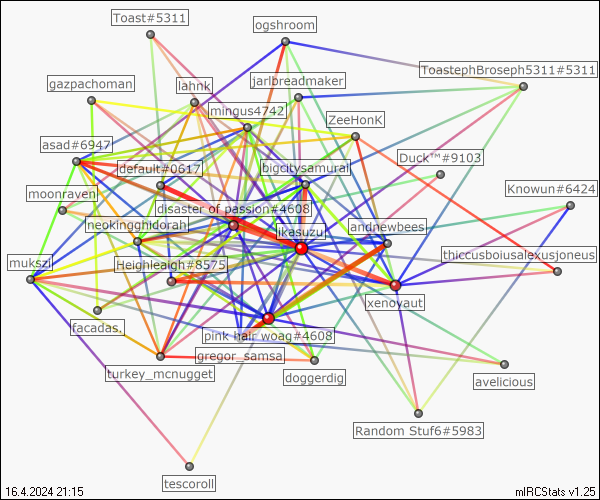 Toast#5311
ogshroom
ToastephBroseph5311#5311
gazpachoman
lahnk
jarlbreadmaker
mingus4742
ZeeHonK
asad#6947
default#0617
bigcitysamurai
Duck™#9103
moonraven
disaster of passion#4608
Knowun#6424
neokingghidorah
ikasuzu
andnewbees
mukszi
Heighleaigh#8575
thiccusboiusalexusjoneus
xenoyaut
facadas.
pink hair woag#4608
gregor_samsa
turkey_mcnugget
doggerdig
avelicious
Random Stuf6#5983
tescoroll
16.4.2024 21:15
mIRCStats v1.25